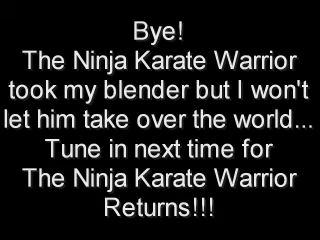 Bye!
The Ninja Karate Warrior
took my blender but I won't
let him take over the world...
Tune in next time for
The Ninja Karate Warrior
Returns!!!